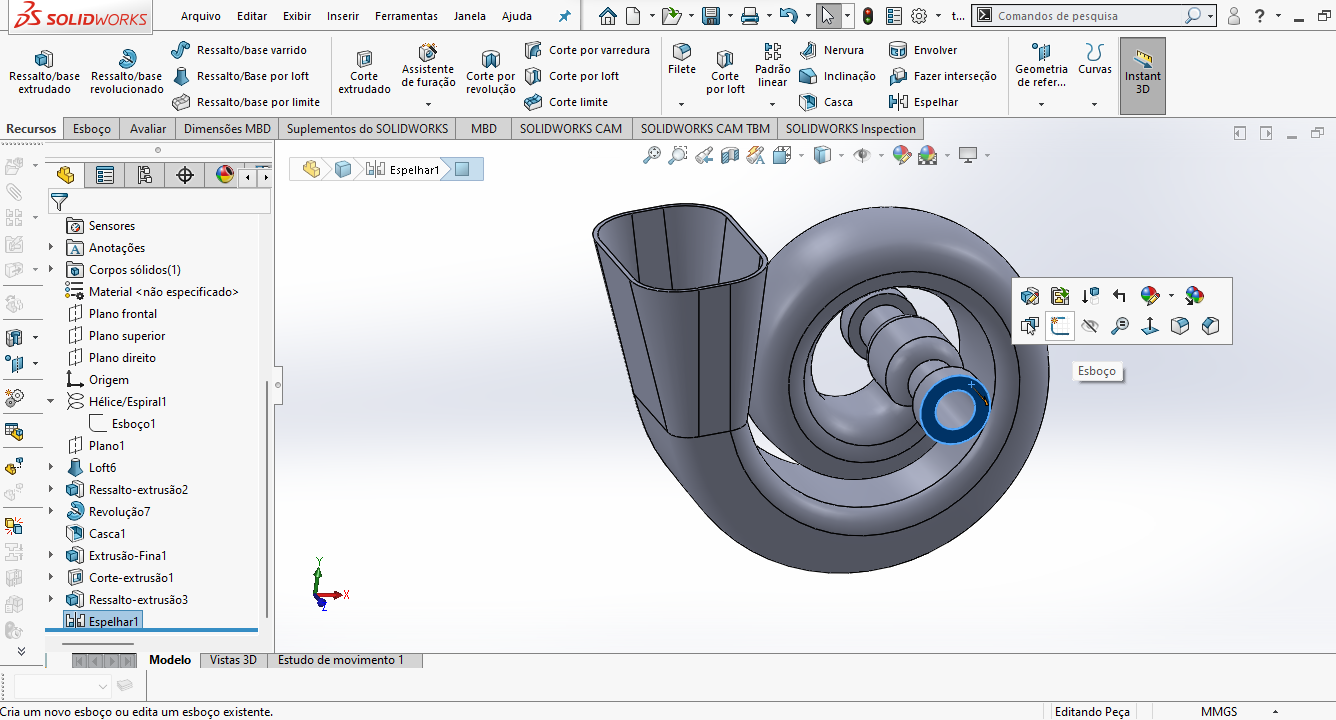 SOLIDWORKS
Arquivo Editar Exibir Inserir Ferramentas Janela Ajuda
t...
Comandos de pesquisa
?
Ressalto/base extrudado
Ressalto/base revolucionado
Ressalto/base varrido
Ressalto/Base por loft
Ressalto/base por limite
Corte extrudado
Assistente de furação
Corte por revolução
Corte por varredura
Corte por loft
Corte limite
Filete
Corte por loft
Padrão linear
Nervura
Inclinação
Casca
Envolver
Fazer interseção
Espelhar
Geometria de refer...
Curvas
Instant 3D
Recursos Esboço Avaliar Dimensões MBD Suplementos do SOLIDWORKS MBD SOLIDWORKS CAM SOLIDWORKS CAM TBM SOLIDWORKS Inspection
Espelhar1
Sensores
Anotações
Corpos sólidos(1)
Material <não especificado>
Plano frontal
Plano superior
Plano direito
Origem
Hélice/Espiral1
Esboço1
Plano1
Loft6
Ressalto-extrusão2
Revolução7
Casca1
Extrusão-Fina1
Corte-extrusão1
Ressalto-extrusão3
Espelhar1
Esboço
Y
X
Z
Modelo Vistas 3D Estudo de movimento 1
Cria um novo esboço ou edita um esboço existente.
Editando Peça
MMGS